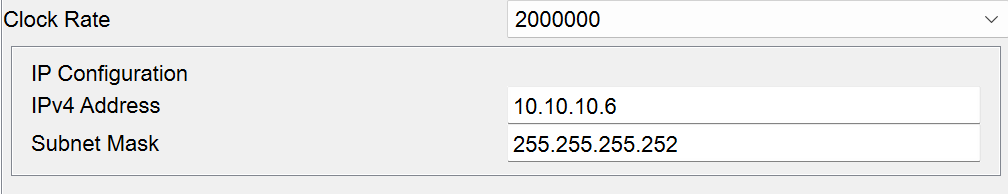 Clock Rate 2000000
IP Configuration
IPv4 Address 10.10.10.6
Subnet Mask 255.255.255.252